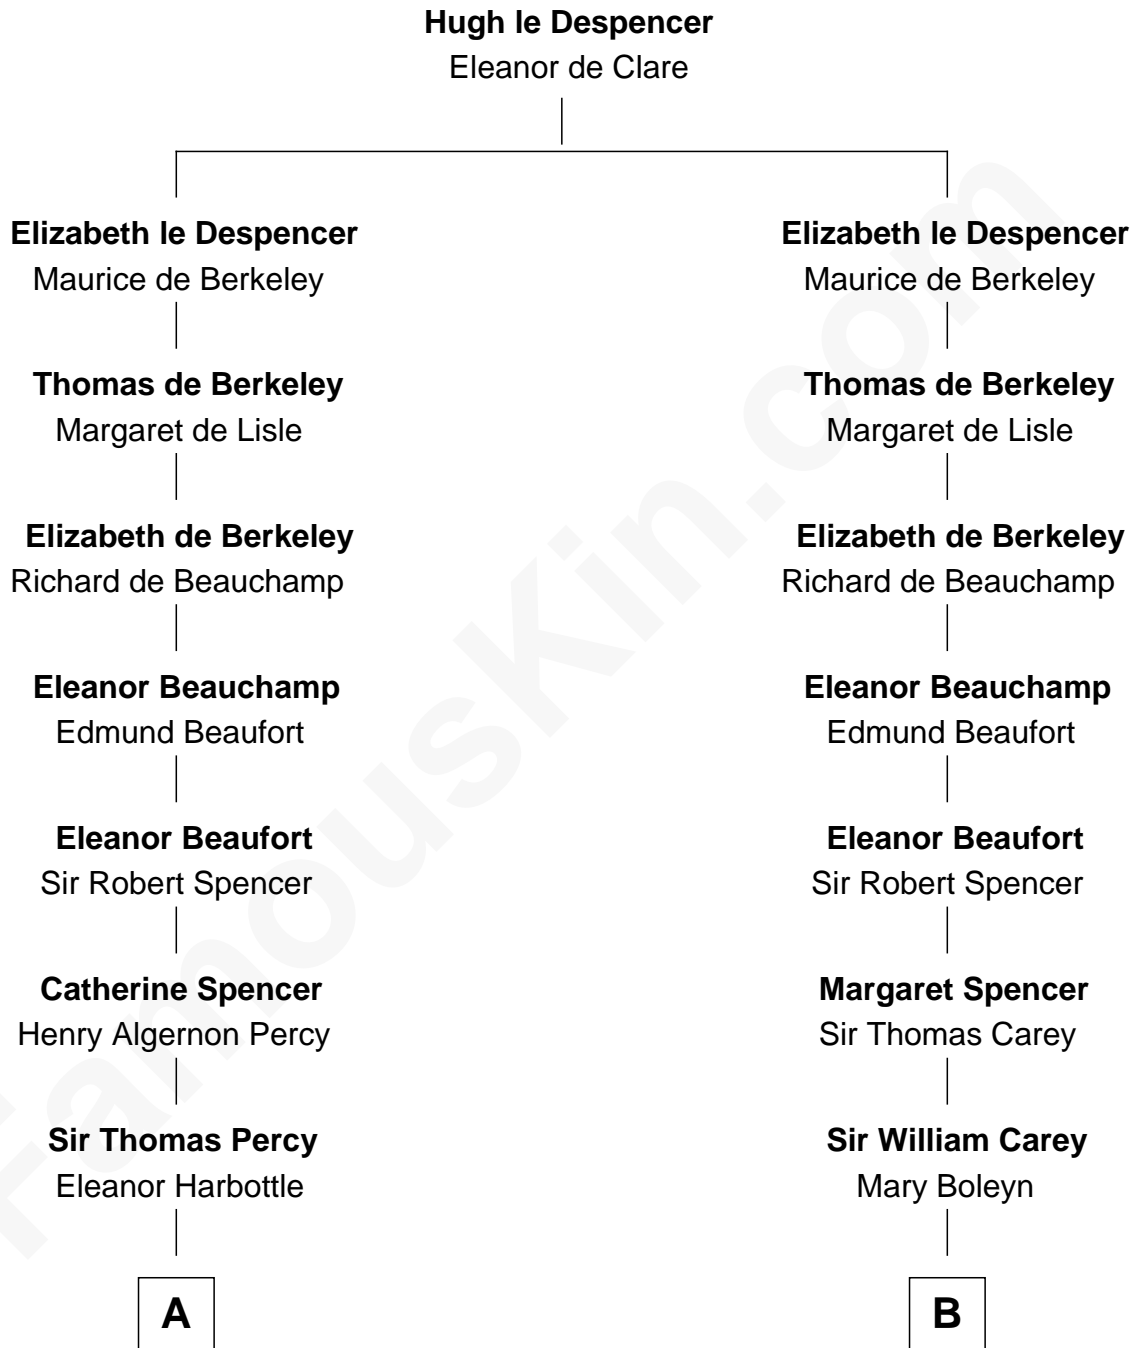 Hugh le Despencer
Eleanor de Clare
Elizabeth le Despencer
Maurice de Berkeley
Elizabeth le Despencer
Maurice de Berkeley
Thomas de Berkeley
Margaret de Lisle
Thomas de Berkeley
Margaret de Lisle
Elizabeth de Berkeley
Richard de Beauchamp
Elizabeth de Berkeley
Richard de Beauchamp
Eleanor Beauchamp
Edmund Beaufort
Eleanor Beauchamp
Edmund Beaufort
Eleanor Beaufort
Sir Robert Spencer
Eleanor Beaufort
Sir Robert Spencer
Catherine Spencer
Henry Algernon Percy
Margaret Spencer
Sir Thomas Carey
Sir Thomas Percy
Eleanor Harbottle
Sir William Carey
Mary Boleyn
A
B
FamousKin.com